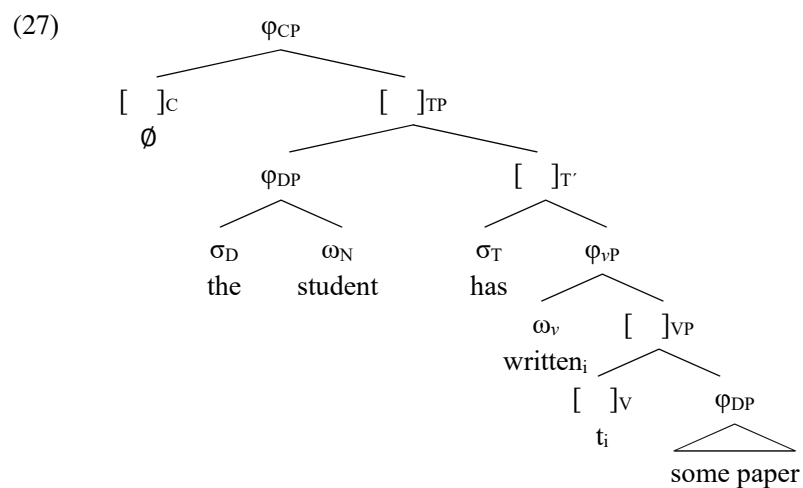 (27) φCP
[ ]C [ ]TP
∅
φDP [ ]T′
σD ωN σT φvP
the student has
ωv [ ]VP
writteni
[ ]V φDP
ti
some paper